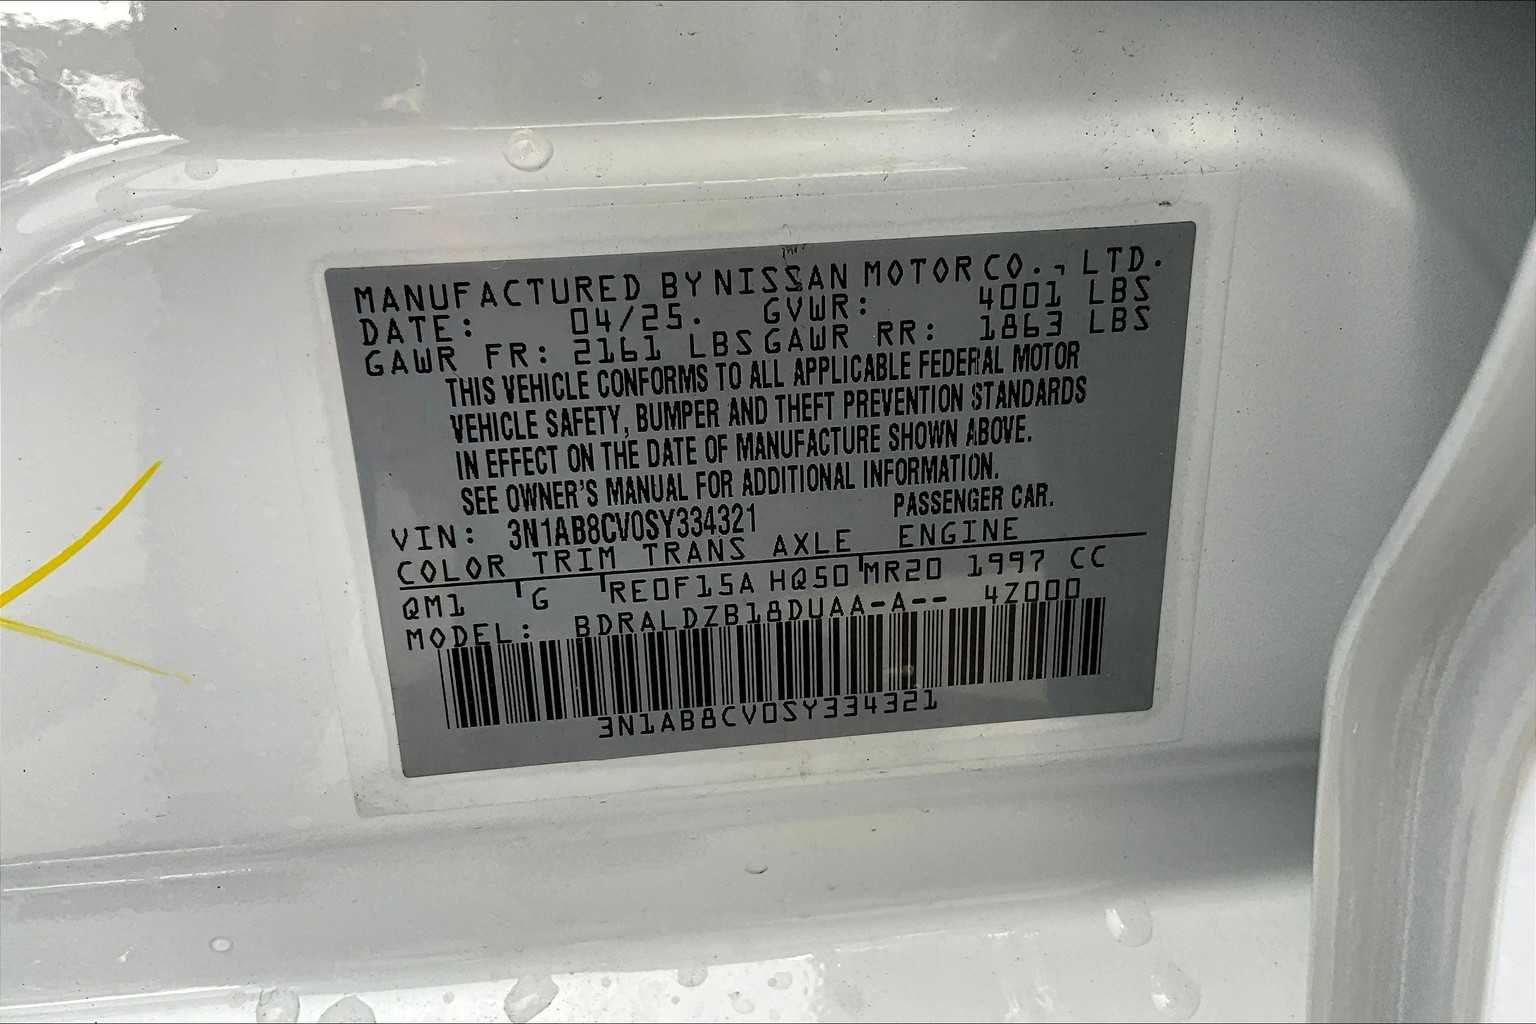 MANUFACTURED BY NISSAN MOTOR CO., LTD.
DATE: 04/25. GVWR: 4001 LBS
GAWR FR: 2161 LBS GAWR RR: 1863 LBS
THIS VEHICLE CONFORMS TO ALL APPLICABLE FEDERAL MOTOR
VEHICLE SAFETY, BUMPER AND THEFT PREVENTION STANDARDS
IN EFFECT ON THE DATE OF MANUFACTURE SHOWN ABOVE.
SEE OWNER'S MANUAL FOR ADDITIONAL INFORMATION.
VIN: 3N1AB8CV0SY334321 PASSENGER CAR.
COLOR TRIM TRANS AXLE ENGINE
QM1 G RE0F15A HQ50 MR20 1997 CC
MODEL: BDRALDZB18DUAA-A-- 4Z000
3N1AB8CV0SY334321